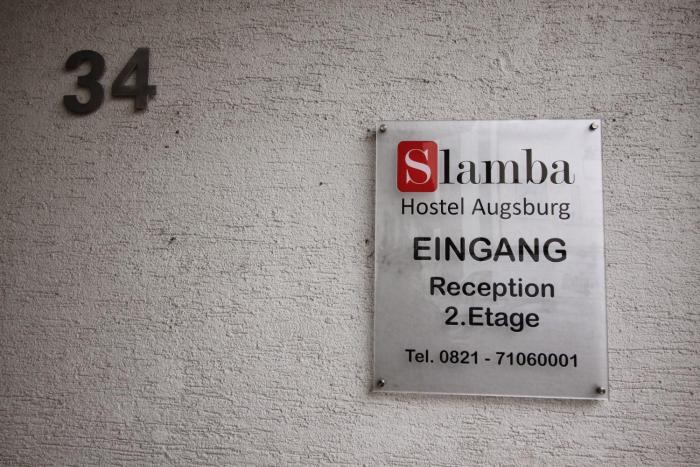 34
Slamba
Hostel Augsburg
EINGANG
Reception
2.Etage
Tel. 0821 - 71060001